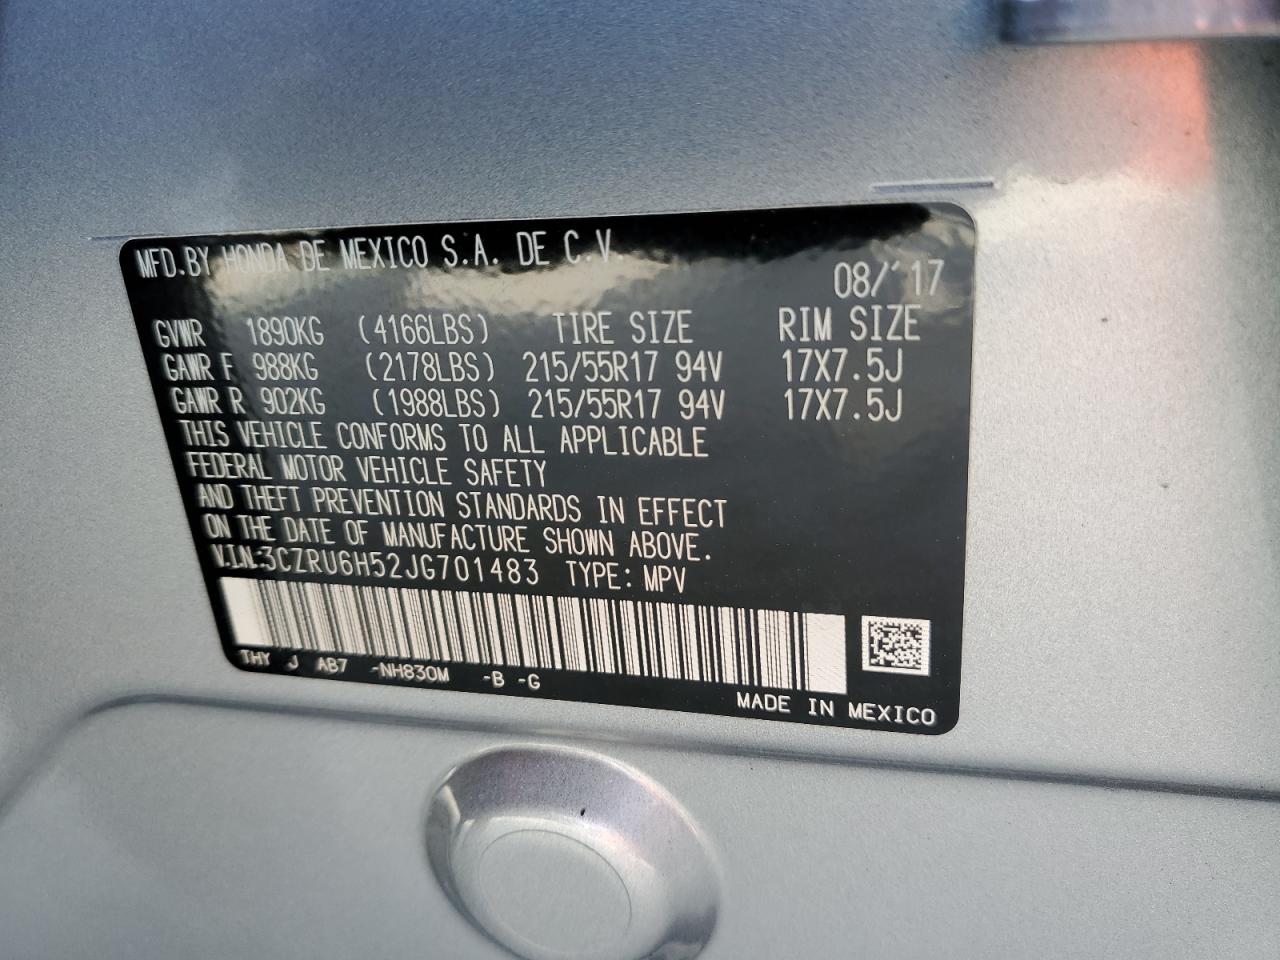 MFD.BY HONDA DE MEXICO S.A. DE C.V.
08/'17
GVWR 1890KG (4166LBS) TIRE SIZE RIM SIZE
GAWR F 988KG (2178LBS) 215/55R17 94V 17X7.5J
GAWR R 902KG (1988LBS) 215/55R17 94V 17X7.5J
THIS VEHICLE CONFORMS TO ALL APPLICABLE
FEDERAL MOTOR VEHICLE SAFETY
AND THEFT PREVENTION STANDARDS IN EFFECT
ON THE DATE OF MANUFACTURE SHOWN ABOVE.
V.I.N:3CZRU6H52JG701483 TYPE: MPV
THY J AB7 -NH830M -B -G
MADE IN MEXICO